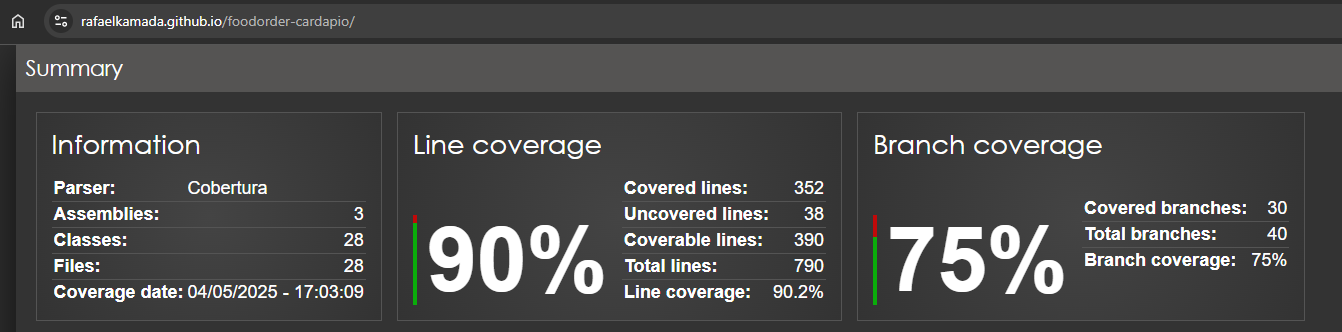 rafaelkamada.github.io/foodorder-cardapio/
Summary
Information
Parser: Cobertura
Assemblies: 3
Classes: 28
Files: 28
Coverage date: 04/05/2025 - 17:03:09
Line coverage
90%
Covered lines: 352
Uncovered lines: 38
Coverable lines: 390
Total lines: 790
Line coverage: 90.2%
Branch coverage
75%
Covered branches: 30
Total branches: 40
Branch coverage: 75%